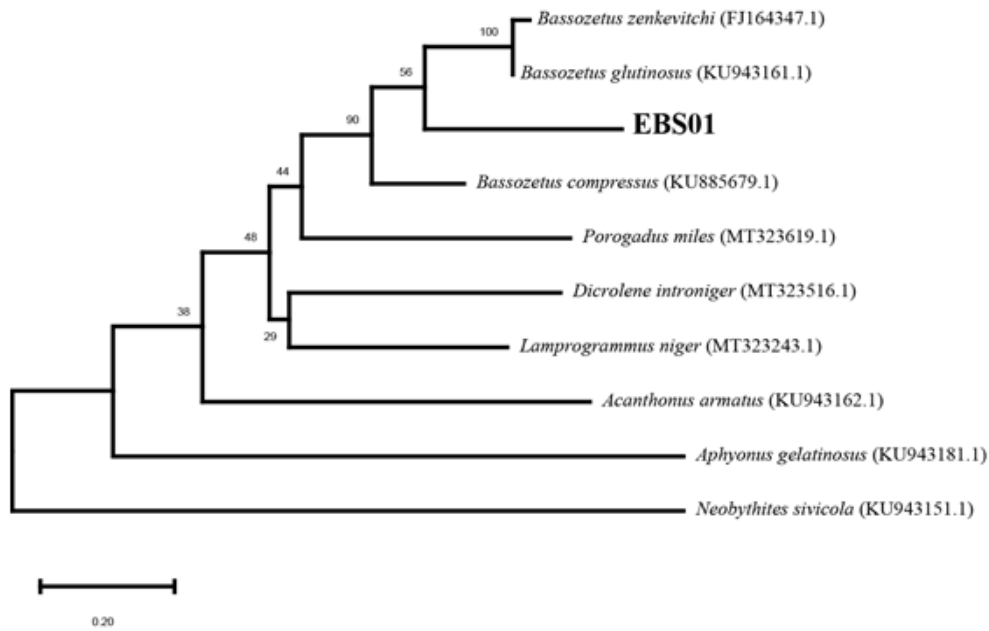 Bassozetus zenkevitchi (FJ164347.1)
100
Bassozetus glutinosus (KU943161.1)
56
EBS01
90
Bassozetus compressus (KU885679.1)
44
Porogadus miles (MT323619.1)
48
Dicrolene introniger (MT323516.1)
38
29
Lamprogrammus niger (MT323243.1)
Acanthonus armatus (KU943162.1)
Aphyonus gelatinosus (KU943181.1)
Neobythites sivicola (KU943151.1)
0.20